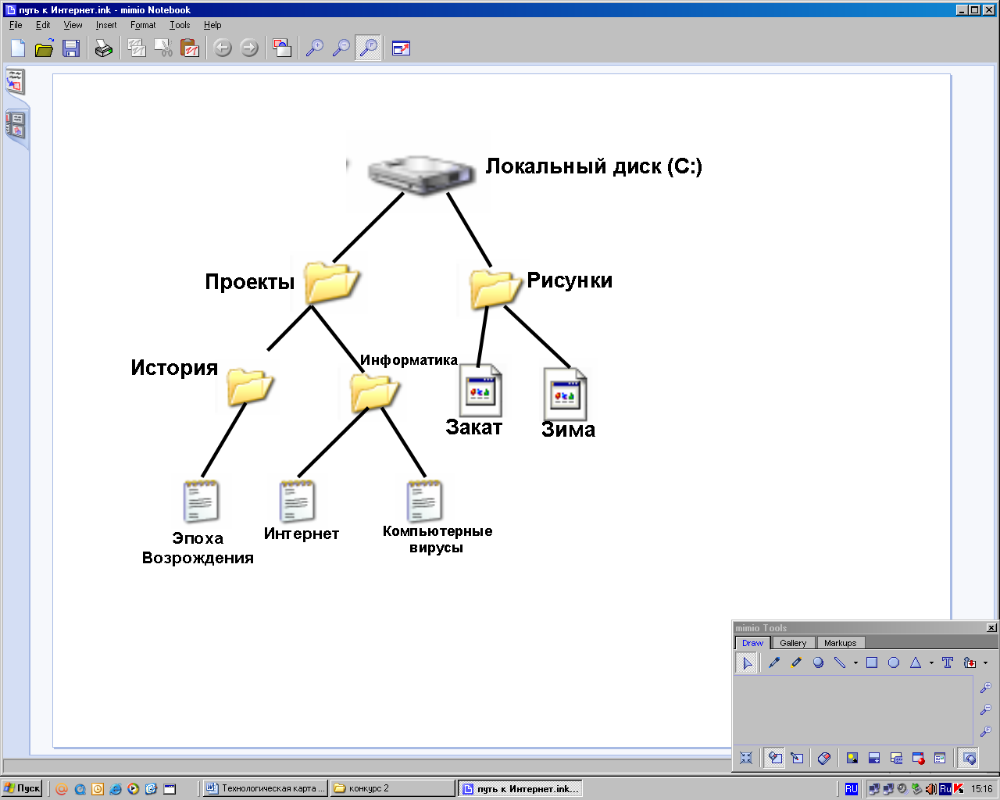 путь к Интернет.ink - mimio Notebook
File Edit View Insert Format Tools Help
Локальный диск (C:)
Проекты
Рисунки
История
Информатика
Закат
Зима
Эпоха
Возрождения
Интернет
Компьютерные
вирусы
mimio Tools
Draw Gallery Markups
Пуск
Технологическая карта ...
конкурс 2
путь к Интернет.ink...
RU
Ru
15:16